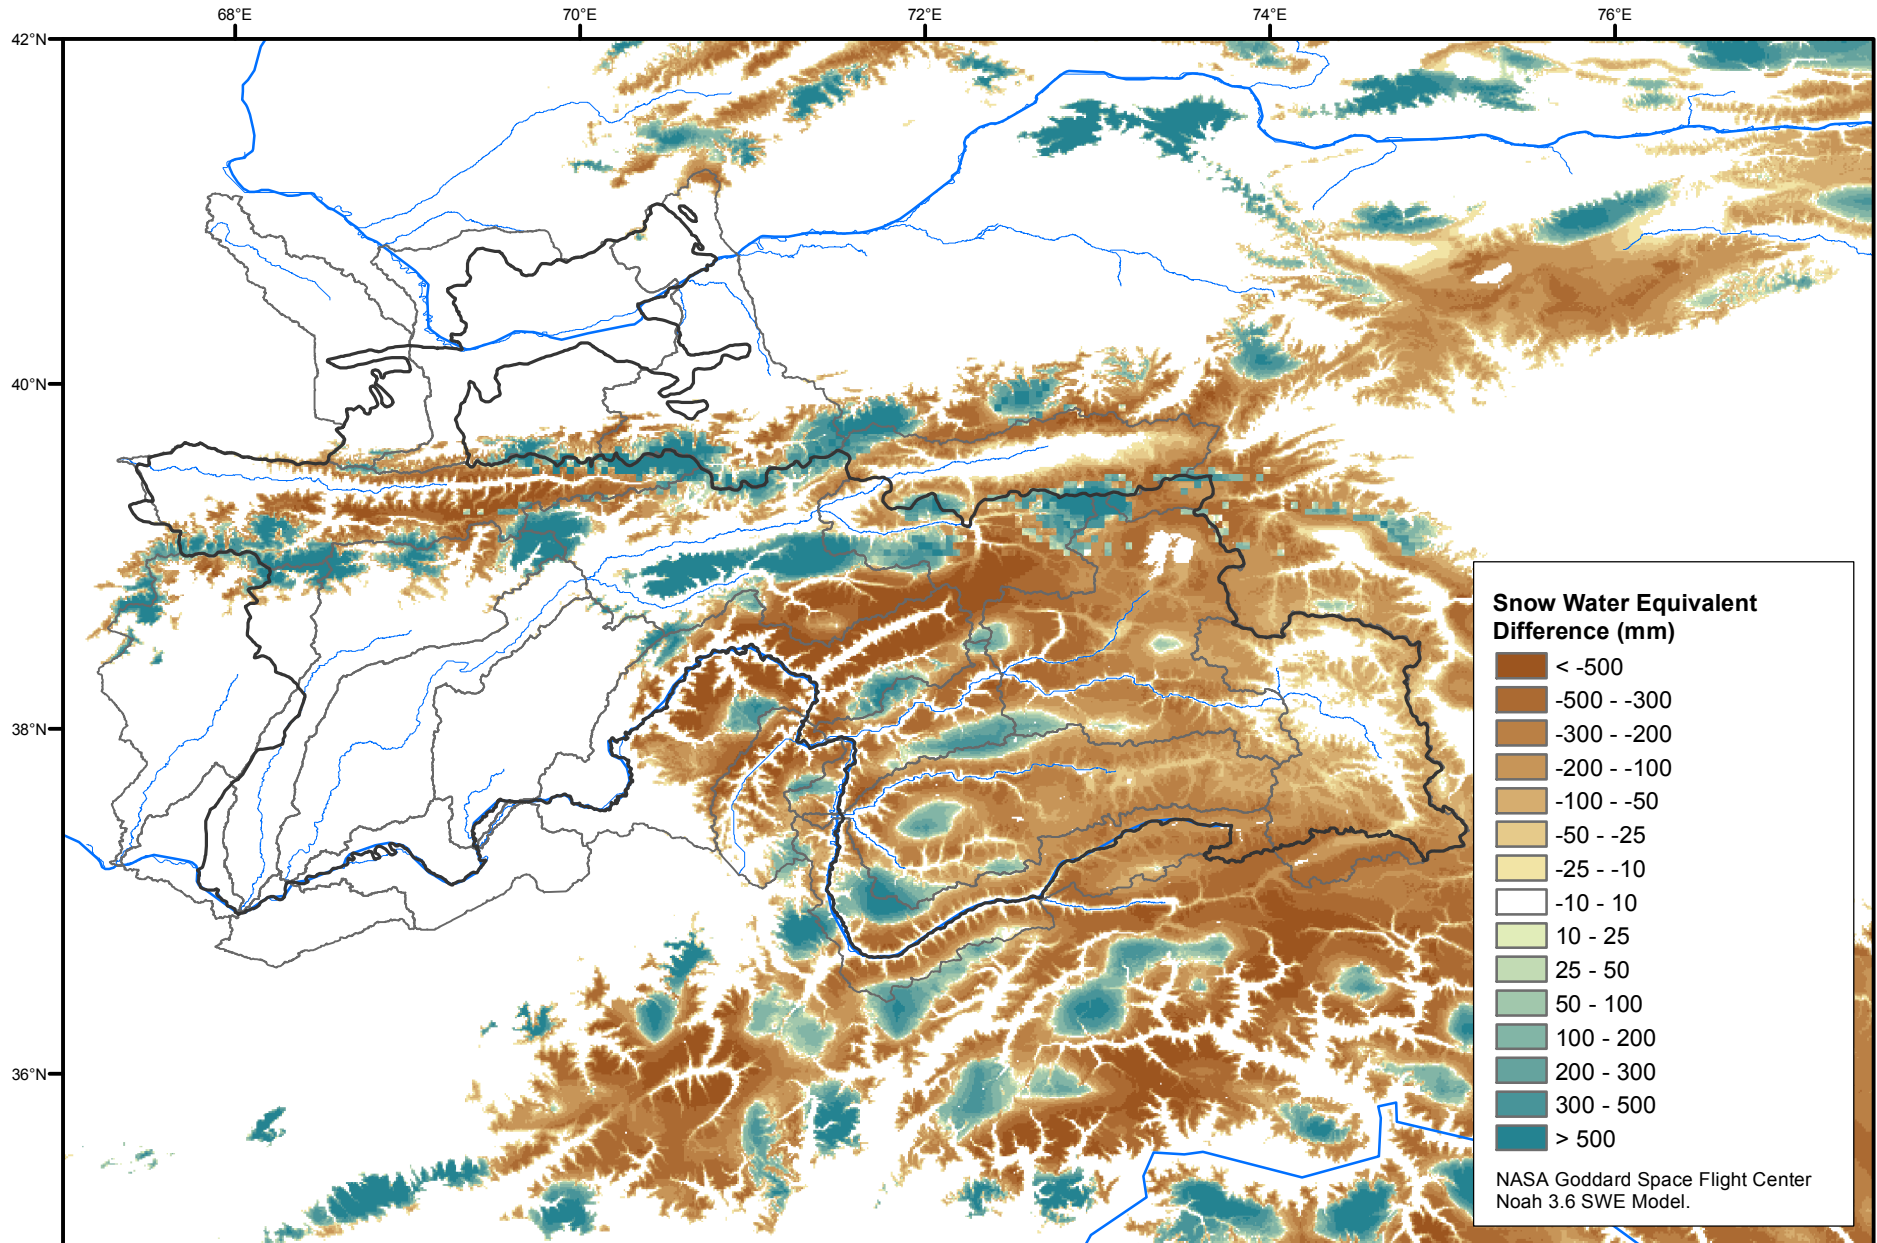 68°E
70°E
72°E
74°E
76°E
42°N
40°N
38°N
36°N
Snow Water Equivalent
Difference (mm)
< -500
-500 - -300
-300 - -200
-200 - -100
-100 - -50
-50 - -25
-25 - -10
-10 - 10
10 - 25
25 - 50
50 - 100
100 - 200
200 - 300
300 - 500
> 500
NASA Goddard Space Flight Center
Noah 3.6 SWE Model.